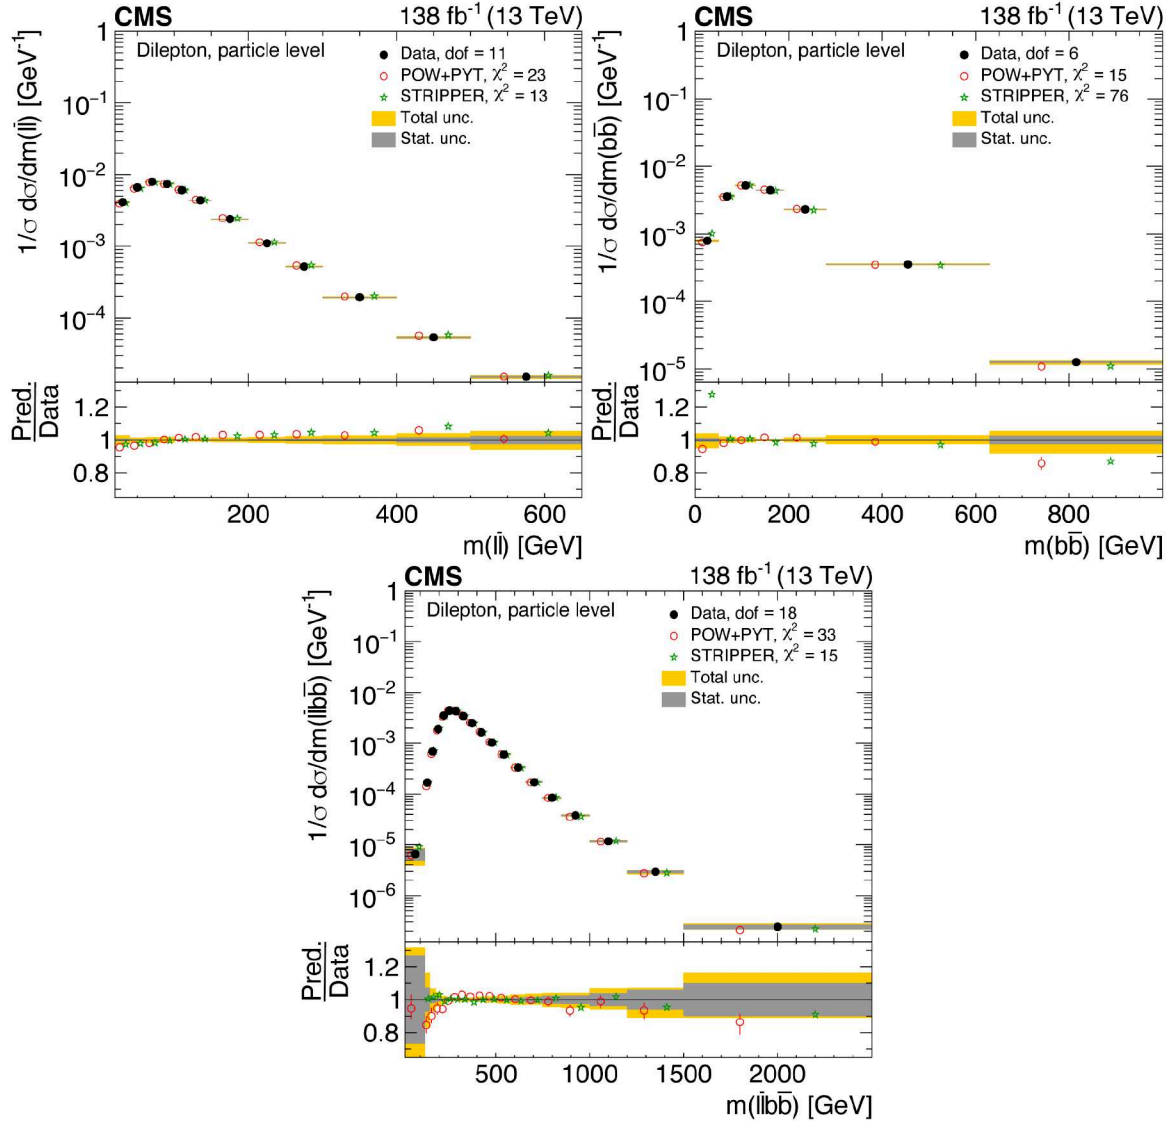 CMS 138 fb⁻¹ (13 TeV)
1/σ dσ/dm(ll̄) [GeV⁻¹]
Dilepton, particle level
Data, dof = 11
POW+PYT, χ² = 23
STRIPPER, χ² = 13
Total unc.
Stat. unc.
1
10⁻¹
10⁻²
10⁻³
10⁻⁴
Pred.
Data
1.2
1
0.8
200 400 600
m(ll̄) [GeV]
CMS 138 fb⁻¹ (13 TeV)
1/σ dσ/dm(bb̄) [GeV⁻¹]
Dilepton, particle level
Data, dof = 6
POW+PYT, χ² = 15
STRIPPER, χ² = 76
Total unc.
Stat. unc.
1
10⁻¹
10⁻²
10⁻³
10⁻⁴
10⁻⁵
Pred.
Data
1.2
1
0.8
0 200 400 600 800
m(bb̄) [GeV]
CMS 138 fb⁻¹ (13 TeV)
1/σ dσ/dm(ll̄bb̄) [GeV⁻¹]
Dilepton, particle level
Data, dof = 18
POW+PYT, χ² = 33
STRIPPER, χ² = 15
Total unc.
Stat. unc.
1
10⁻¹
10⁻²
10⁻³
10⁻⁴
10⁻⁵
10⁻⁶
Pred.
Data
1.2
1
0.8
500 1000 1500 2000
m(ll̄bb̄) [GeV]